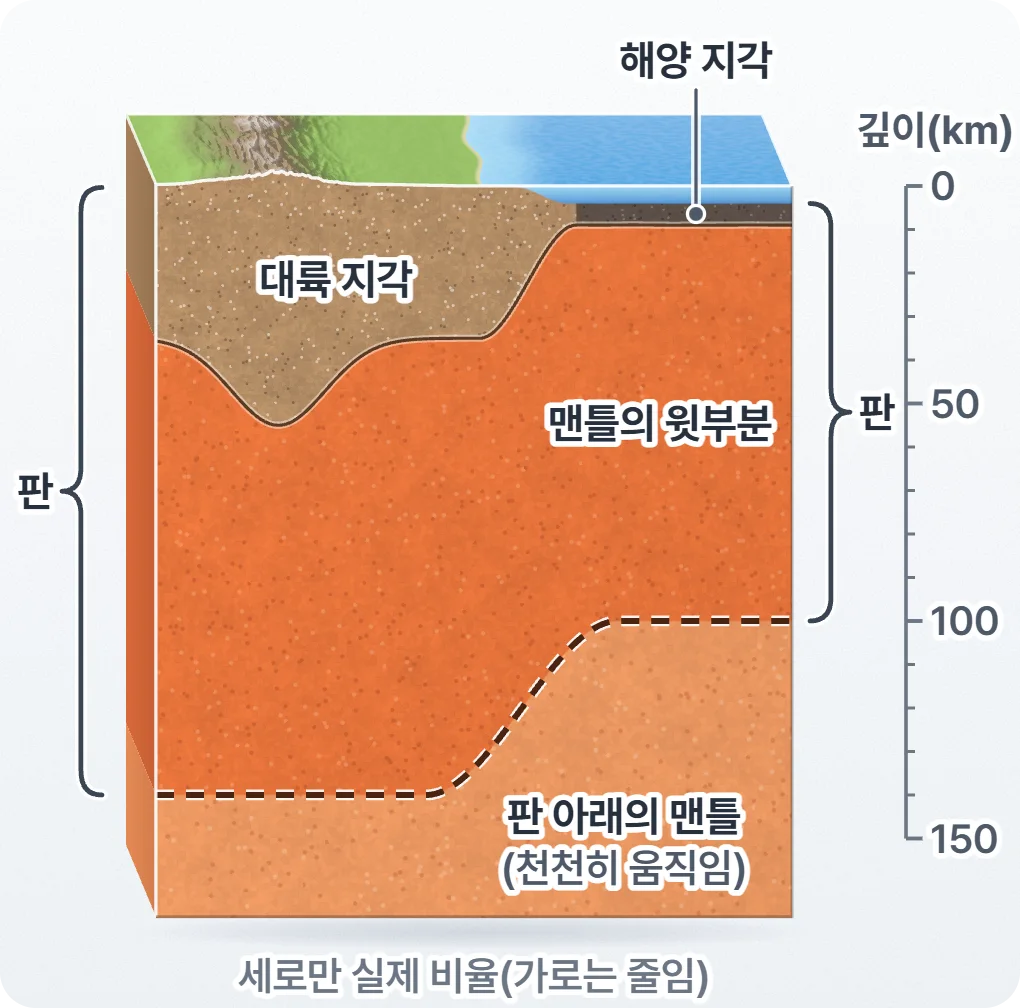 해양 지각
깊이(km)
0
대륙 지각
50
판
맨틀의 윗부분
판
100
판 아래의 맨틀
(천천히 움직임)
150
세로만 실제 비율(가로는 줄임)